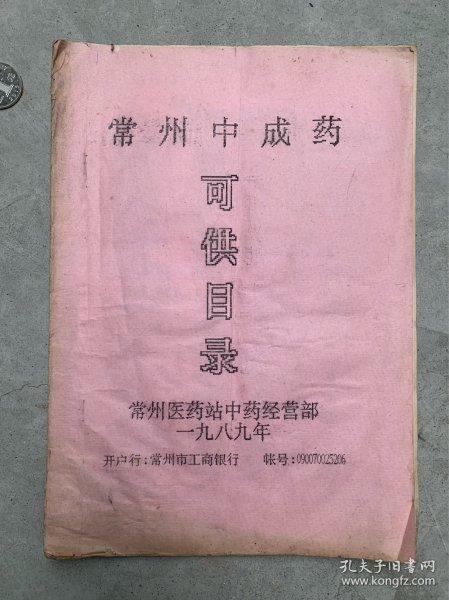 常州中成药
可供目录
常州医药站中药经营部
一九八九年
开户行:常州市工商银行 帐号:090070025206
孔夫子旧书网
www.kongfz.com